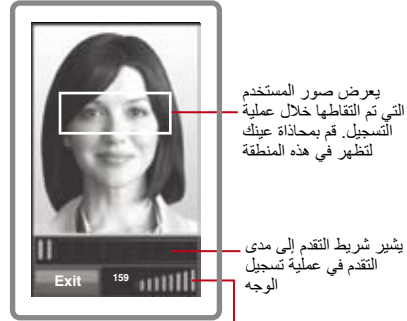 يعرض صور المستخدم
التي تم التقاطها خلال عملية
التسجيل. قم بمحاذاة عينك
لتظهر في هذه المنطقة
يشير شريط التقدم إلى مدى
التقدم في عملية تسجيل
الوجه
Exit 159